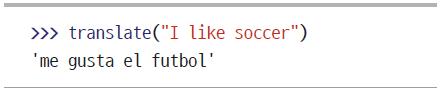 >>> translate("I like soccer")
'me gusta el futbol'